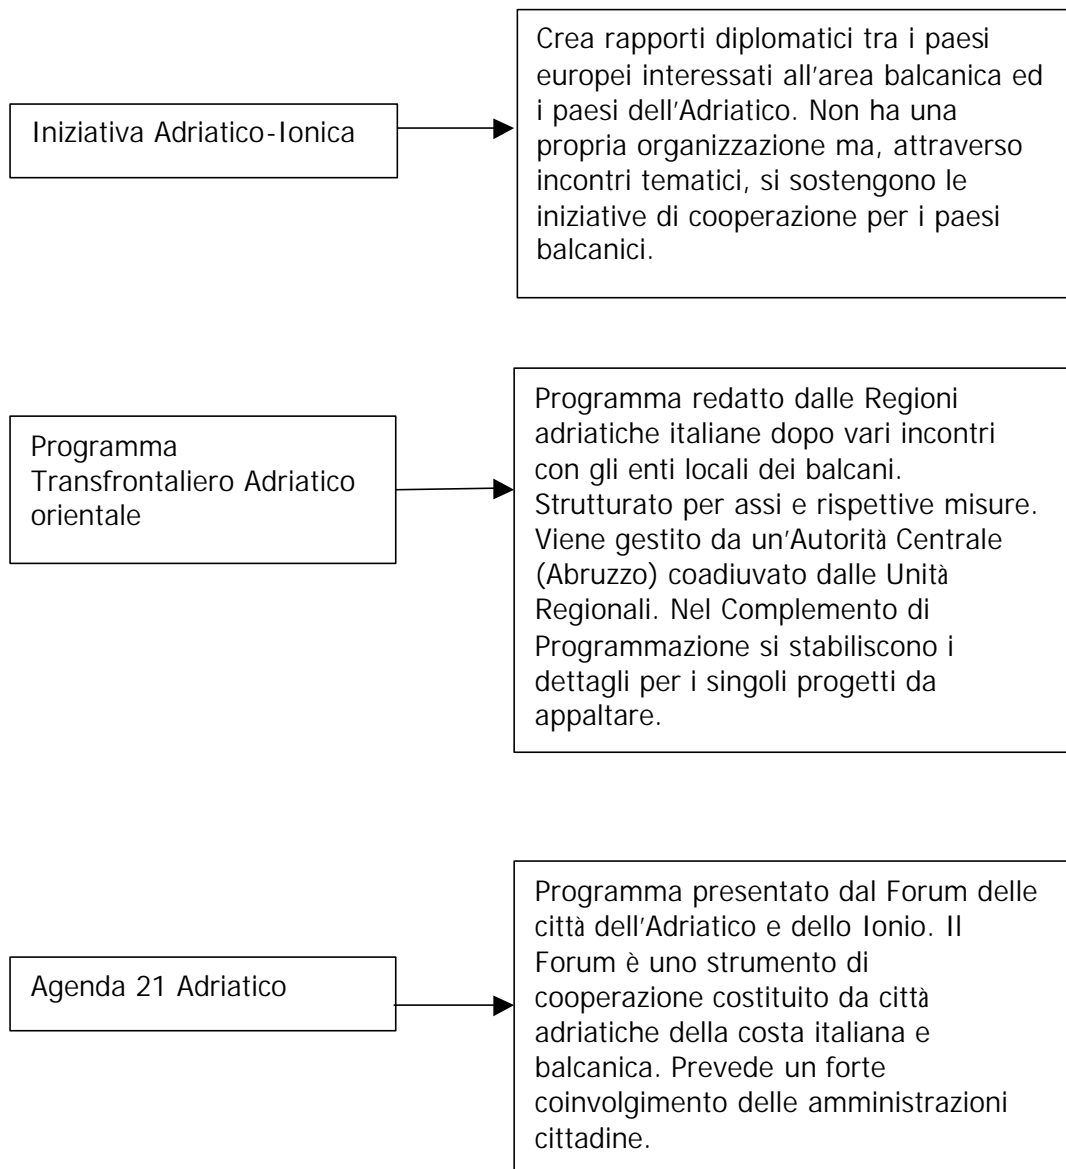 Iniziativa Adriatico-Ionica
Crea rapporti diplomatici tra i paesi
europei interessati all'area balcanica ed
i paesi dell'Adriatico. Non ha una
propria organizzazione ma, attraverso
incontri tematici, si sostengono le
iniziative di cooperazione per i paesi
balcanici.
Programma
Transfrontaliero Adriatico
orientale
Programma redatto dalle Regioni
adriatiche italiane dopo vari incontri
con gli enti locali dei balcani.
Strutturato per assi e rispettive misure.
Viene gestito da un'Autorità Centrale
(Abruzzo) coadiuvato dalle Unità
Regionali. Nel Complemento di
Programmazione si stabiliscono i
dettagli per i singoli progetti da
appaltare.
Agenda 21 Adriatico
Programma presentato dal Forum delle
città dell'Adriatico e dello Ionio. Il
Forum è uno strumento di
cooperazione costituito da città
adriatiche della costa italiana e
balcanica. Prevede un forte
coinvolgimento delle amministrazioni
cittadine.